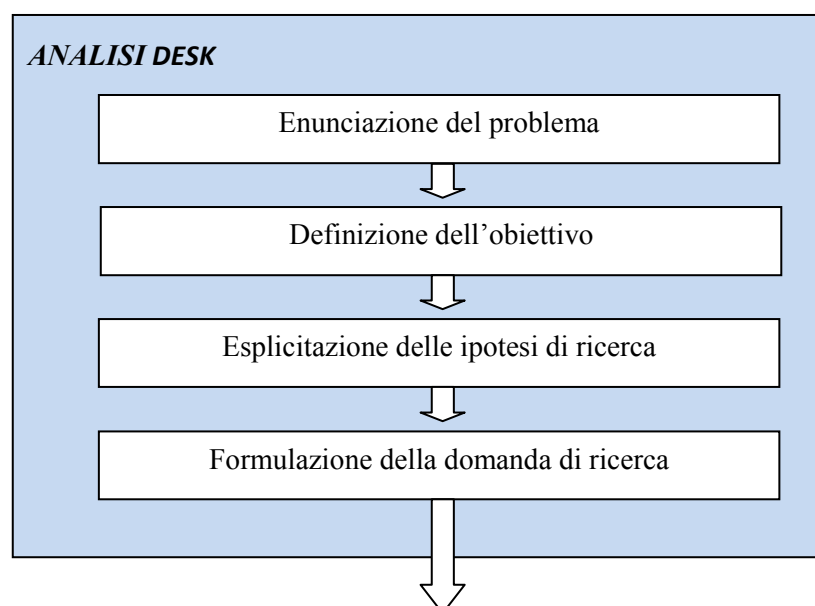 ANALISI DESK
Enunciazione del problema
Definizione dell’obiettivo
Esplicitazione delle ipotesi di ricerca
Formulazione della domanda di ricerca